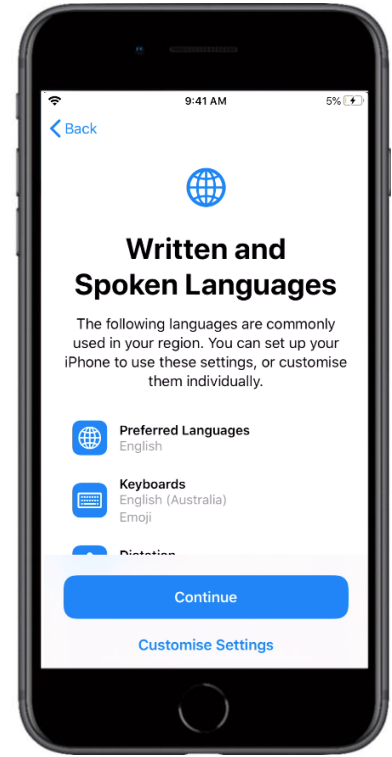 9:41 AM
5%
Back
Written and
Spoken Languages
The following languages are commonly
used in your region. You can set up your
iPhone to use these settings, or customise
them individually.
Preferred Languages
English
Keyboards
English (Australia)
Emoji
Dictation
Continue
Customise Settings